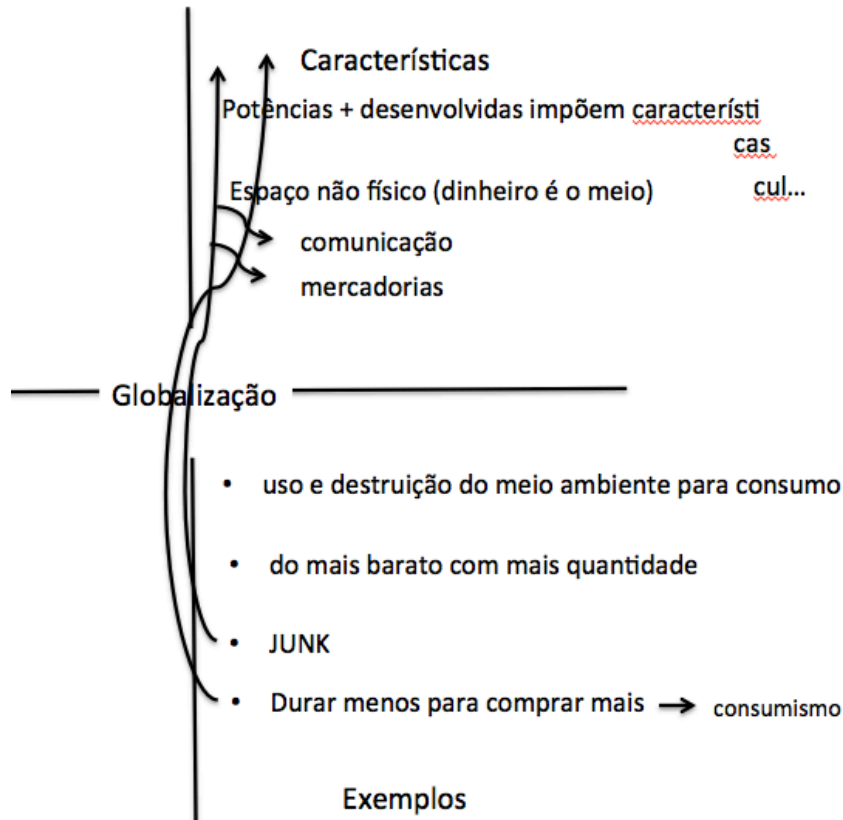 Características
Potências + desenvolvidas impõem característi
cas
Espaço não físico (dinheiro é o meio) cul...
comunicação
mercadorias
Globalização
• uso e destruição do meio ambiente para consumo
• do mais barato com mais quantidade
• JUNK
• Durar menos para comprar mais → consumismo
Exemplos